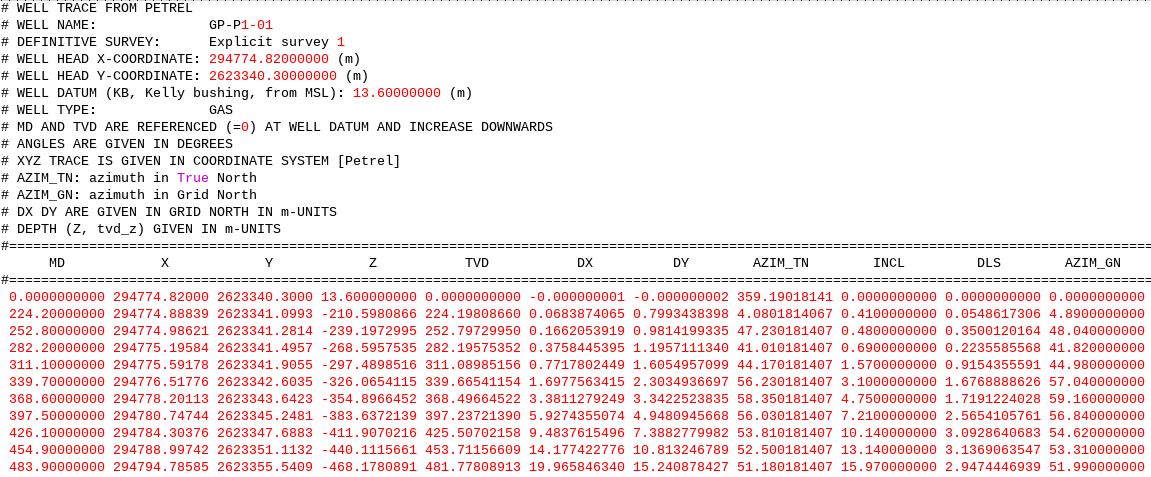 # WELL TRACE FROM PETREL
# WELL NAME:              GP-P1-01
# DEFINITIVE SURVEY:      Explicit survey 1
# WELL HEAD X-COORDINATE: 294774.82000000 (m)
# WELL HEAD Y-COORDINATE: 2623340.30000000 (m)
# WELL DATUM (KB, Kelly bushing, from MSL): 13.60000000 (m)
# WELL TYPE:              GAS
# MD AND TVD ARE REFERENCED (=0) AT WELL DATUM AND INCREASE DOWNWARDS
# ANGLES ARE GIVEN IN DEGREES
# XYZ TRACE IS GIVEN IN COORDINATE SYSTEM [Petrel]
# AZIM_TN: azimuth in True North
# AZIM_GN: azimuth in Grid North
# DX DY ARE GIVEN IN GRID NORTH IN m-UNITS
# DEPTH (Z, tvd_z) GIVEN IN m-UNITS
#===============================================================================================================================================
      MD            X            Y            Z           TVD           DX          DY        AZIM_TN        INCL         DLS        AZIM_GN
#===============================================================================================================================================
 0.0000000000 294774.82000 2623340.3000 13.600000000 0.0000000000 -0.000000001 -0.000000002 359.19018141 0.0000000000 0.0000000000 0.0000000000
 224.20000000 294774.88839 2623341.0993 -210.5980866 224.19808660 0.0683874065 0.7993438398 4.0801814067 0.4100000000 0.0548617306 4.8900000000
 252.80000000 294774.98621 2623341.2814 -239.1972995 252.79729950 0.1662053919 0.9814199335 47.230181407 0.4800000000 0.3500120164 48.040000000
 282.20000000 294775.19584 2623341.4957 -268.5957535 282.19575352 0.3758445395 1.1957111340 41.010181407 0.6900000000 0.2235585568 41.820000000
 311.10000000 294775.59178 2623341.9055 -297.4898516 311.08985156 0.7717802449 1.6054957099 44.170181407 1.5700000000 0.9154355591 44.980000000
 339.70000000 294776.51776 2623342.6035 -326.0654115 339.66541154 1.6977563415 2.3034936697 56.230181407 3.1000000000 1.6768888626 57.040000000
 368.60000000 294778.20113 2623343.6423 -354.8966452 368.49664522 3.3811279249 3.3422523835 58.350181407 4.7500000000 1.7191224028 59.160000000
 397.50000000 294780.74744 2623345.2481 -383.6372139 397.23721390 5.9274355074 4.9480945668 56.030181407 7.2100000000 2.5654105761 56.840000000
 426.10000000 294784.30376 2623347.6883 -411.9070216 425.50702158 9.4837615496 7.3882779982 53.810181407 10.140000000 3.0928640683 54.620000000
 454.90000000 294788.99742 2623351.1132 -440.1115661 453.71156609 14.177422776 10.813246789 52.500181407 13.140000000 3.1369063547 53.310000000
 483.90000000 294794.78585 2623355.5409 -468.1780891 481.77808913 19.965846340 15.240878427 51.180181407 15.970000000 2.9474446939 51.990000000